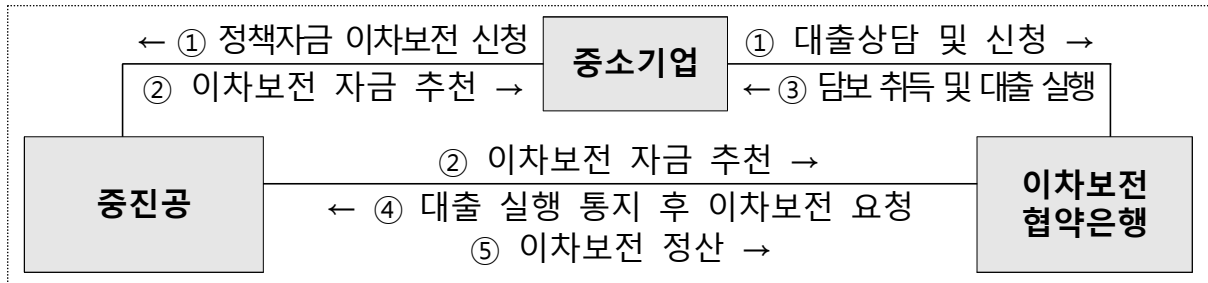 ← ① 정책자금 이차보전 신청
중소기업
① 대출상담 및 신청 →
② 이차보전 자금 추천 →
← ③ 담보 취득 및 대출 실행
중진공
② 이차보전 자금 추천 →
← ④ 대출 실행 통지 후 이차보전 요청
⑤ 이차보전 정산 →
이차보전
협약은행